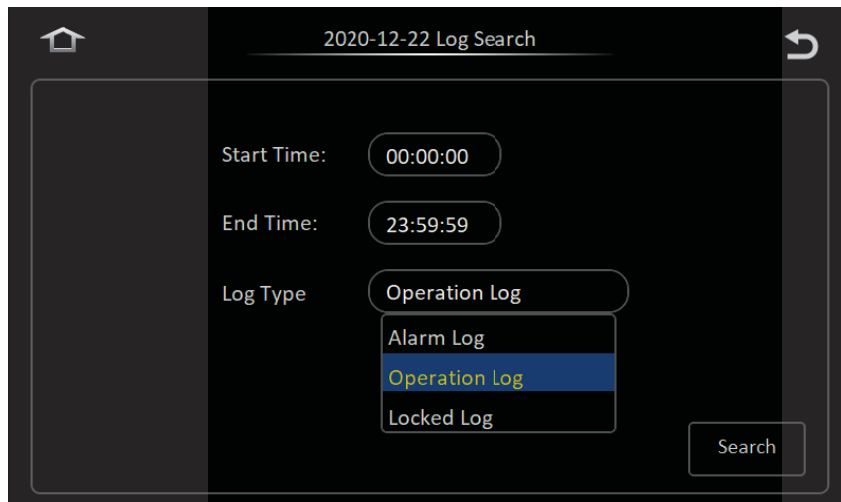 2020-12-22 Log Search
Start Time: 00:00:00
End Time: 23:59:59
Log Type Operation Log
Alarm Log
Operation Log
Locked Log
Search